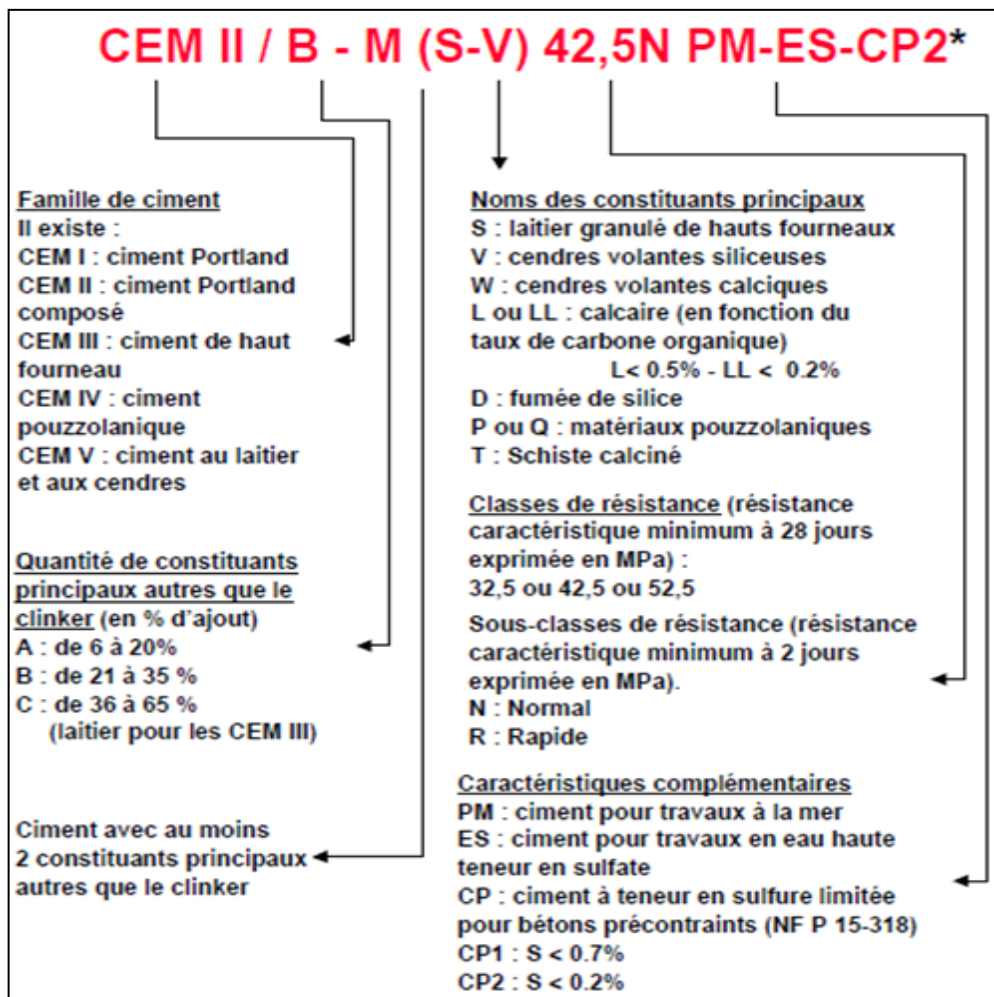 CEM II / B - M (S-V) 42,5N PM-ES-CP2*
Famille de ciment
Il existe :
CEM I : ciment Portland
CEM II : ciment Portland
composé
CEM III : ciment de haut
fourneau
CEM IV : ciment
pouzzolanique
CEM V : ciment au laitier
et aux cendres
Quantité de constituants
principaux autres que le
clinker (en % d'ajout)
A : de 6 à 20%
B : de 21 à 35 %
C : de 36 à 65 %
(laitier pour les CEM III)
Ciment avec au moins
2 constituants principaux
autres que le clinker
Noms des constituants principaux
S : laitier granulé de hauts fourneaux
V : cendres volantes siliceuses
W : cendres volantes calciques
L ou LL : calcaire (en fonction du
taux de carbone organique)
L< 0.5% - LL < 0.2%
D : fumée de silice
P ou Q : matériaux pouzzolaniques
T : Schiste calciné
Classes de résistance (résistance
caractéristique minimum à 28 jours
exprimée en MPa) :
32,5 ou 42,5 ou 52,5
Sous-classes de résistance (résistance
caractéristique minimum à 2 jours
exprimée en MPa).
N : Normal
R : Rapide
Caractéristiques complémentaires
PM : ciment pour travaux à la mer
ES : ciment pour travaux en eau haute
teneur en sulfate
CP : ciment à teneur en sulfure limitée
pour bétons précontraints (NF P 15-318)
CP1 : S < 0.7%
CP2 : S < 0.2%